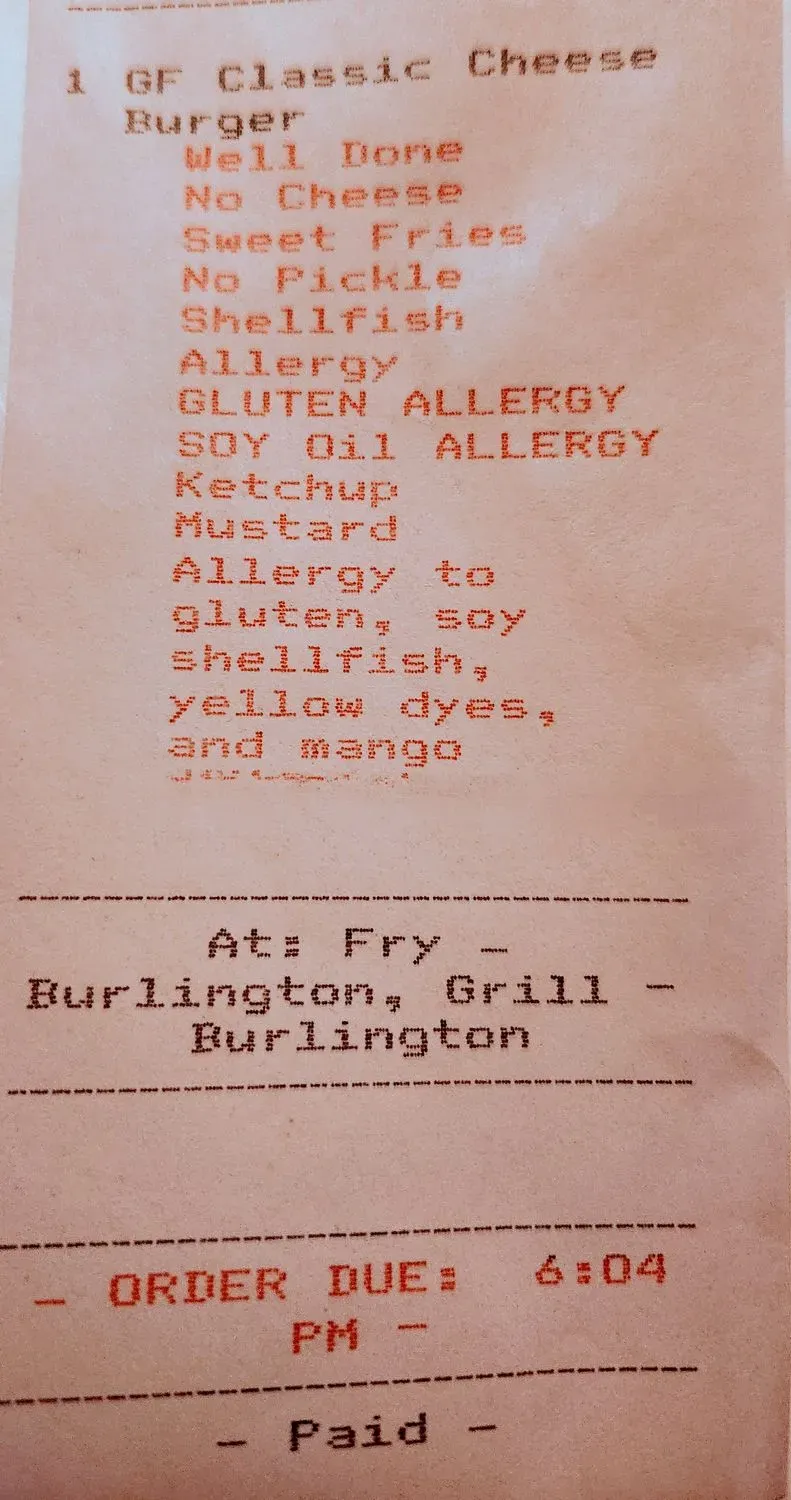 1 GF Classic Cheese
Burger
Well Done
No Cheese
Sweet Fries
No Pickle
Shellfish
Allergy
GLUTEN ALLERGY
SOY Oil ALLERGY
Ketchup
Mustard
Allergy to
gluten, soy
shellfish,
yellow dyes,
and mango
At: Fry -
Burlington, Grill -
Burlington
- ORDER DUE: 6:04
PM -
- Paid -